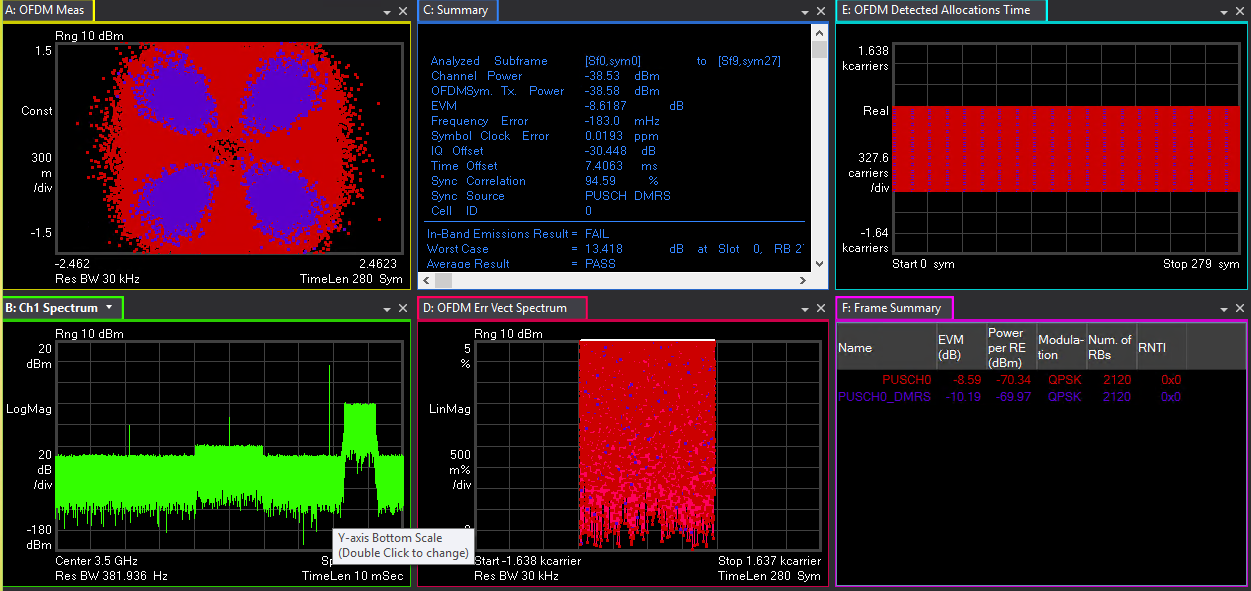 A: OFDM Meas
Rng 10 dBm
1.5
Const
300
m
/div
-1.5
-2.462
2.4623
Res BW 30 kHz
TimeLen 280 Sym
C: Summary
Analyzed Subframe [Sf0,sym0] to [Sf9,sym27]
Channel Power -38.53 dBm
OFDMSym. Tx. Power -38.58 dBm
EVM -8.6187 dB
Frequency Error -183.0 mHz
Symbol Clock Error 0.0193 ppm
IQ Offset -30.448 dB
Time Offset 7.4063 ms
Sync Correlation 94.59 %
Sync Source PUSCH DMRS
Cell ID 0
In-Band Emissions Result = FAIL
Worst Case = 13.418 dB at Slot 0, RB 2
Average Result = PASS
E: OFDM Detected Allocations Time
1.638
kcarriers
Real
327.6
carriers
/div
-1.64
kcarriers
Start 0 sym
Stop 279 sym
B: Ch1 Spectrum
Rng 10 dBm
20
dBm
LogMag
20
dB
/div
-180
dBm
Center 3.5 GHz
Res BW 381.936 Hz
TimeLen 10 mSec
Y-axis Bottom Scale
(Double Click to change)
D: OFDM Err Vect Spectrum
Rng 10 dBm
5
%
LinMag
500
m%
/div
Start -1.638 kcarrier
Stop 1.637 kcarrier
Res BW 30 kHz
TimeLen 280 Sym
F: Frame Summary
Name EVM (dB) Power per RE (dBm) Modula-tion Num. of RBs RNTI
PUSCH0 -8.59 -70.34 QPSK 2120 0x0
PUSCH0_DMRS -10.19 -69.97 QPSK 2120 0x0